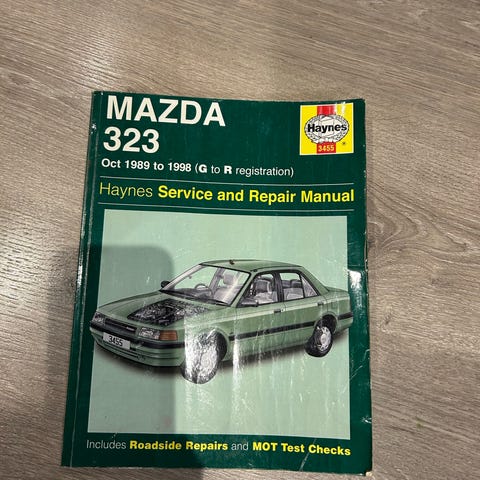 MAZDA
323
Oct 1989 to 1998 (G to R registration)
Haynes
3455
Haynes Service and Repair Manual
3455
Includes Roadside Repairs and MOT Test Checks